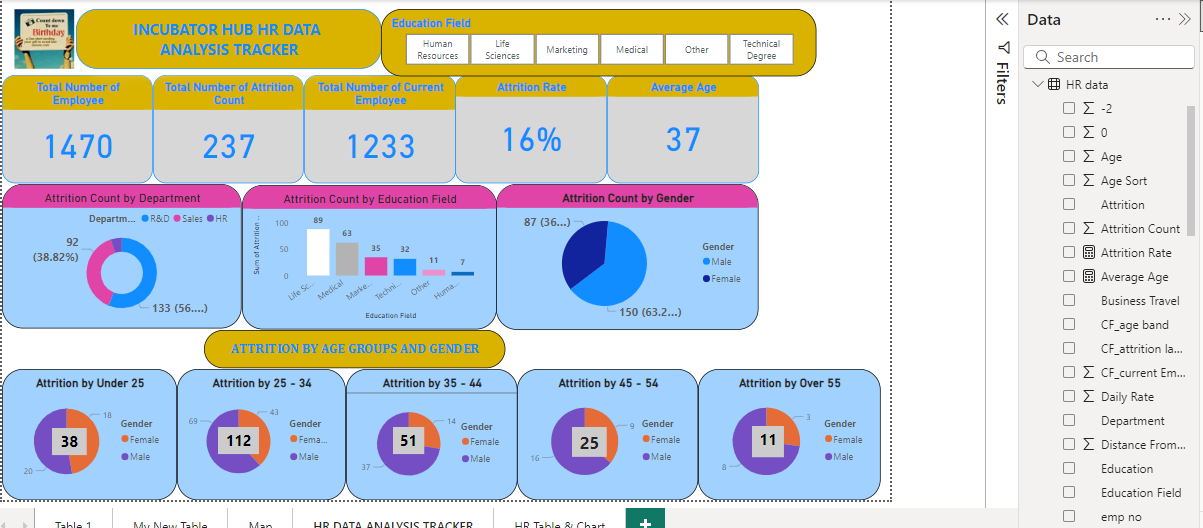 Count down
To me
Birthday
INCUBATOR HUB HR DATA
ANALYSIS TRACKER
Education Field
Human
Resources
Life
Sciences
Marketing
Medical
Other
Technical
Degree
Total Number of
Employee
1470
Total Number of Attrition
Count
237
Total Number of Current
Employee
1233
Attrition Rate
16%
Average Age
37
Attrition Count by Department
Departm...
R&D
Sales
HR
92
(38.82%)
133 (56....)
Attrition Count by Education Field
Sum of Attrition ...
100
50
0
89
63
35
32
11
7
Life Sc...
Medical
Marke...
Techni...
Other
Huma...
Education Field
Attrition Count by Gender
87 (36...)
150 (63.2...)
Gender
Male
Female
ATTRITION BY AGE GROUPS AND GENDER
Attrition by Under 25
18
38
20
Gender
Female
Male
Attrition by 25 - 34
69
43
112
Gender
Fema...
Male
Attrition by 35 - 44
14
51
37
Gender
Female
Male
Attrition by 45 - 54
9
25
16
Gender
Female
Male
Attrition by Over 55
3
11
8
Gender
Female
Male
Table 1
My New Table
Map
HR DATA ANALYSIS TRACKER
HR Table & Chart
+
Filters
Data
Search
HR data
-2
0
Age
Age Sort
Attrition
Attrition Count
Attrition Rate
Average Age
Business Travel
CF_age band
CF_attrition la...
CF_current Em...
Daily Rate
Department
Distance From...
Education
Education Field
emp no